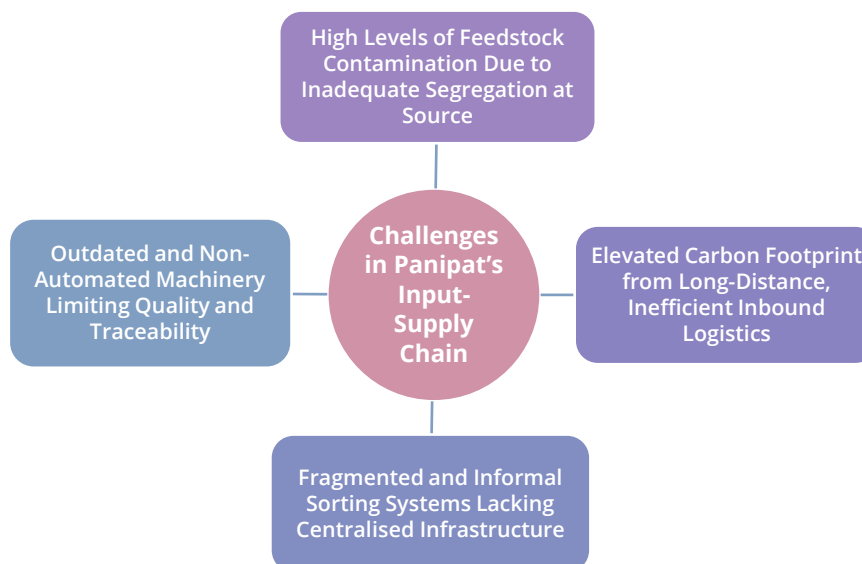 High Levels of Feedstock
Contamination Due to
Inadequate Segregation at
Source
Outdated and Non-
Automated Machinery
Limiting Quality and
Traceability
Challenges
in Panipat’s
Input-
Supply
Chain
Elevated Carbon Footprint
from Long-Distance,
Inefficient Inbound
Logistics
Fragmented and Informal
Sorting Systems Lacking
Centralised Infrastructure